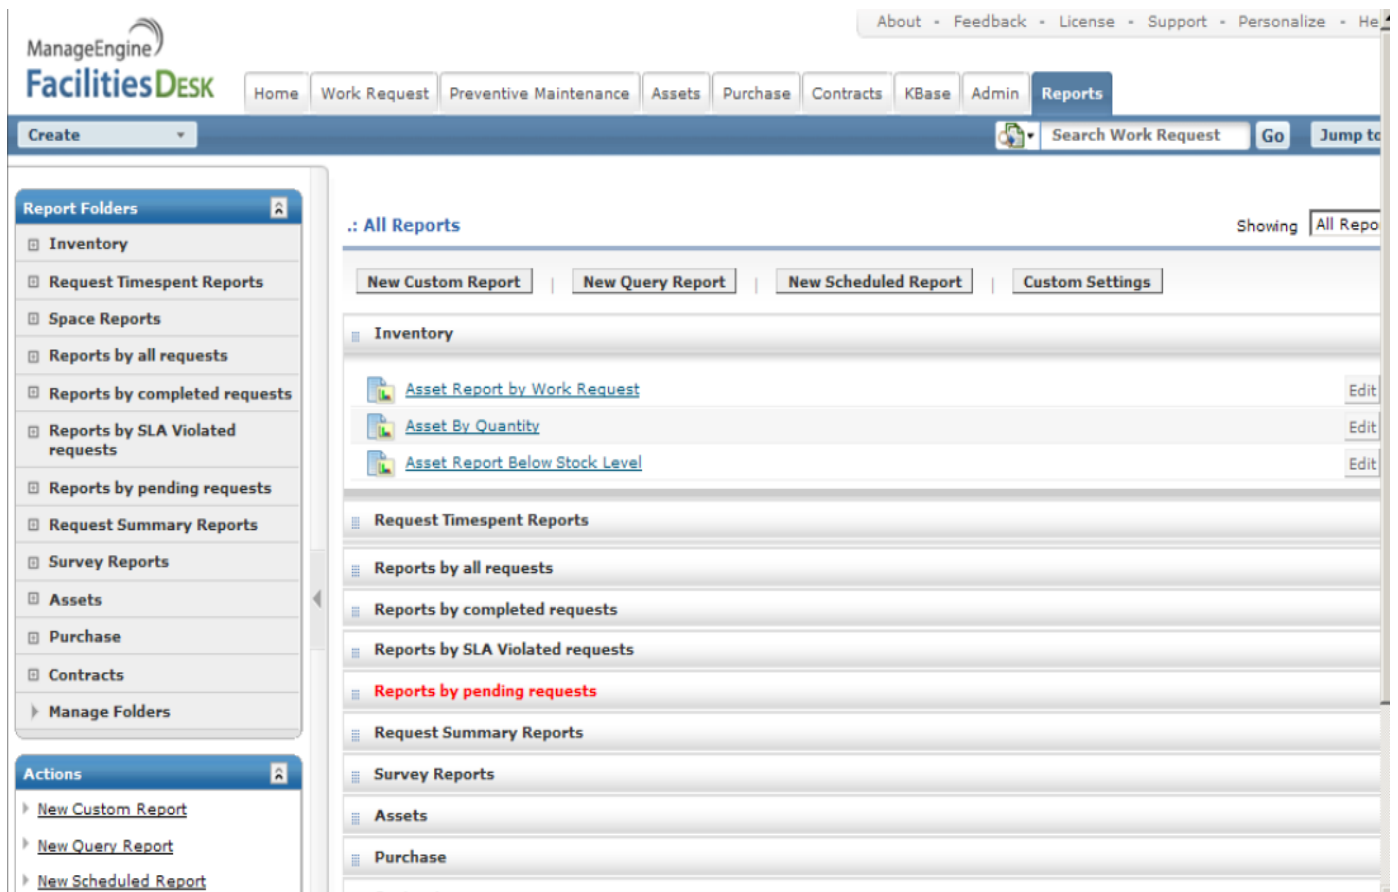 About - Feedback - License - Support - Personalize - He
ManageEngine
FacilitiesDESK
Home Work Request Preventive Maintenance Assets Purchase Contracts KBase Admin Reports
Create Search Work Request Go Jump to
Report Folders
Inventory
Request Timespent Reports
Space Reports
Reports by all requests
Reports by completed requests
Reports by SLA Violated
requests
Reports by pending requests
Request Summary Reports
Survey Reports
Assets
Purchase
Contracts
Manage Folders
Actions
New Custom Report
New Query Report
New Scheduled Report
.: All Reports Showing All Repo
New Custom Report | New Query Report | New Scheduled Report | Custom Settings
Inventory
Asset Report by Work Request Edit
Asset By Quantity Edit
Asset Report Below Stock Level Edit
Request Timespent Reports
Reports by all requests
Reports by completed requests
Reports by SLA Violated requests
Reports by pending requests
Request Summary Reports
Survey Reports
Assets
Purchase